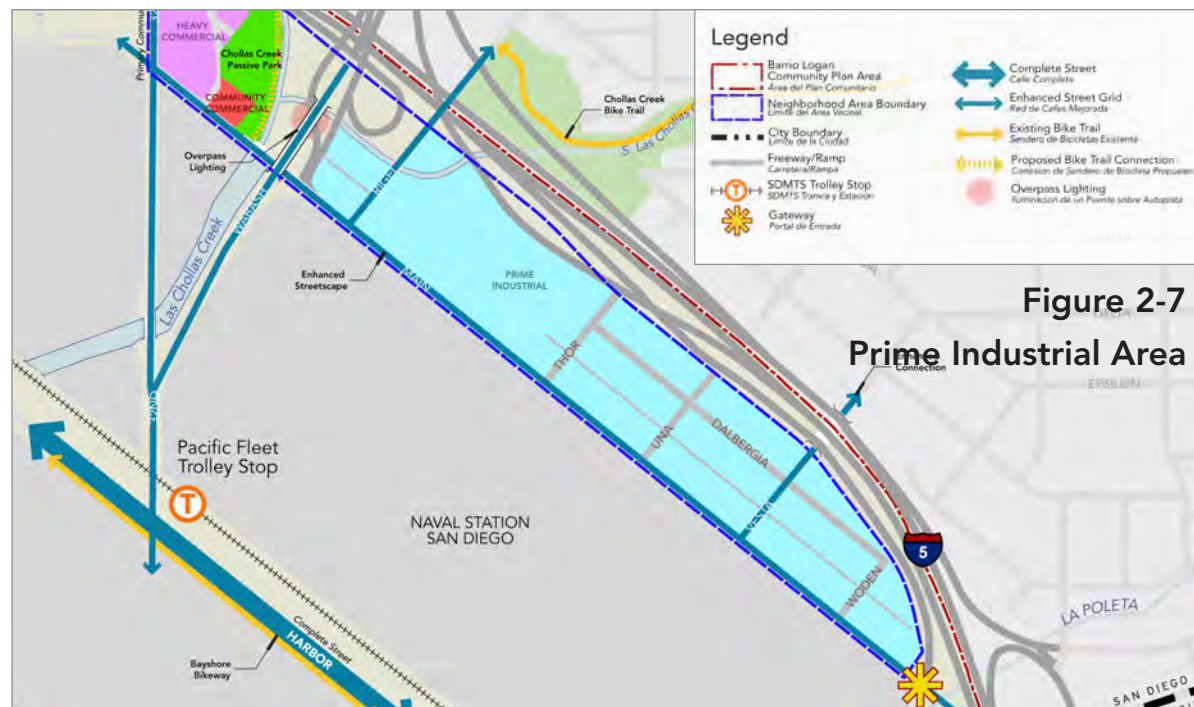 Legend
Barrio Logan
Community Plan Area
Área del Plan Comunitario
Neighborhood Area Boundary
Límite del Área Vecinal
City Boundary
Límite de la Ciudad
Freeway/Ramp
Carretera/Rampa
SDMTS Trolley Stop
SDMTS Tranvía y Estación
Gateway
Portal de Entrada
Complete Street
Calle Completa
Enhanced Street Grid
Red de Calles Mejorada
Existing Bike Trail
Sendero de Bicicletas Existente
Proposed Bike Trail Connection
Overpass Lighting
Figure 2-7
Prime Industrial Area
Connection
HEAVY
COMMERCIAL
Chollas Creek
Passive Park
COMMUNITY
COMMERCIAL
Overpass
Lighting
Chollas Creek
Bike Trail
S. Las Chollas
Las Chollas Creek
WABASH
RIGEL
32ND
MAIN
Enhanced
Streetscape
PRIME
INDUSTRIAL
THOR
UNA
DALBERGIA
VESTA
WODEN
EPSILON
Pacific Fleet
Trolley Stop
T
NAVAL STATION
SAN DIEGO
5
LA POLETA
Complete Street
HARBOR
Bayshore
Bikeway
SAN DIEGO